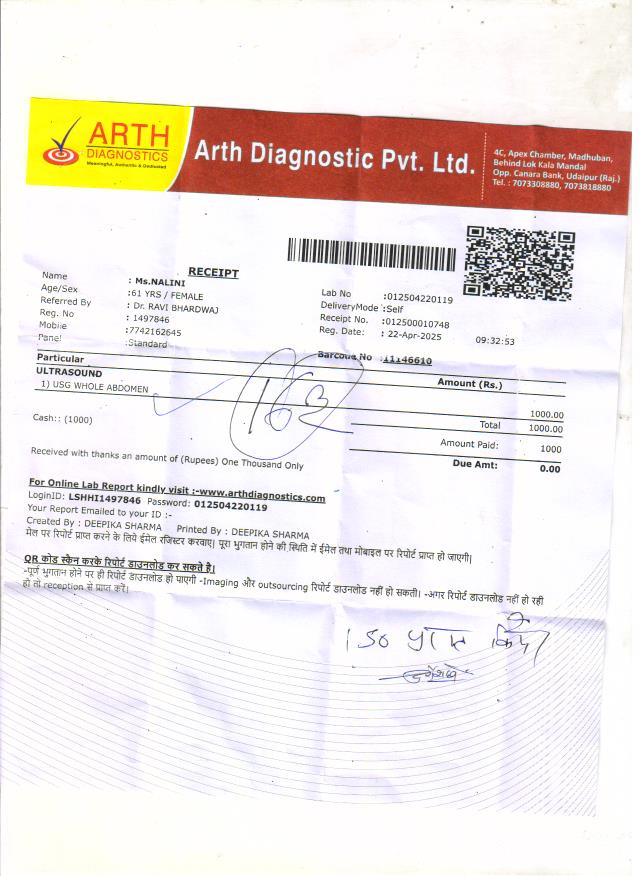 ARTH
DIAGNOSTICS
Meaningful, Authentic & Dedicated
Arth Diagnostic Pvt. Ltd.
4C, Apex Chamber, Madhuban,
Behind Lok Kala Mandal
Opp. Canara Bank, Udaipur (Raj.)
Tel. : 7073308880, 7073818880
RECEIPT
Name : Ms.NALINI
Age/Sex :61 YRS / FEMALE
Referred By : Dr. RAVI BHARDWAJ
Reg. No : 1497846
Mobile :7742162645
Panel :Standard
Lab No :012504220119
DeliveryMode :Self
Receipt No. :012500010748
Reg. Date: : 22-Apr-2025 09:32:53
Barcode No :11146610
Particular Amount (Rs.)
ULTRASOUND
1) USG WHOLE ABDOMEN 1000.00
Total 1000.00
Cash:: (1000)
Amount Paid: 1000
Due Amt: 0.00
163
Received with thanks an amount of (Rupees) One Thousand Only
For Online Lab Report kindly visit :-www.arthdiagnostics.com
LoginID: LSHHI1497846 Password: 012504220119
Your Report Emailed to your ID :-
Created By : DEEPIKA SHARMA Printed By : DEEPIKA SHARMA
मेल पर रिपोर्ट प्राप्त करने के लिये ईमेल रजिस्टर करवाए। पूरा भुगतान होने की स्थिति में ईमेल तथा मोबाइल पर रिपोर्ट प्राप्त हो जाएगी।
QR कोड स्कैन करके रिपोर्ट डाउनलोड कर सकते है।
-पूर्ण भुगतान होने पर ही रिपोर्ट डाउनलोड हो पाएगी -Imaging और outsourcing रिपोर्ट डाउनलोड नहीं हो सकती। -अगर रिपोर्ट डाउनलोड नहीं हो रही
हो तो reception से प्राप्त करें।
150 प्राप्त किये